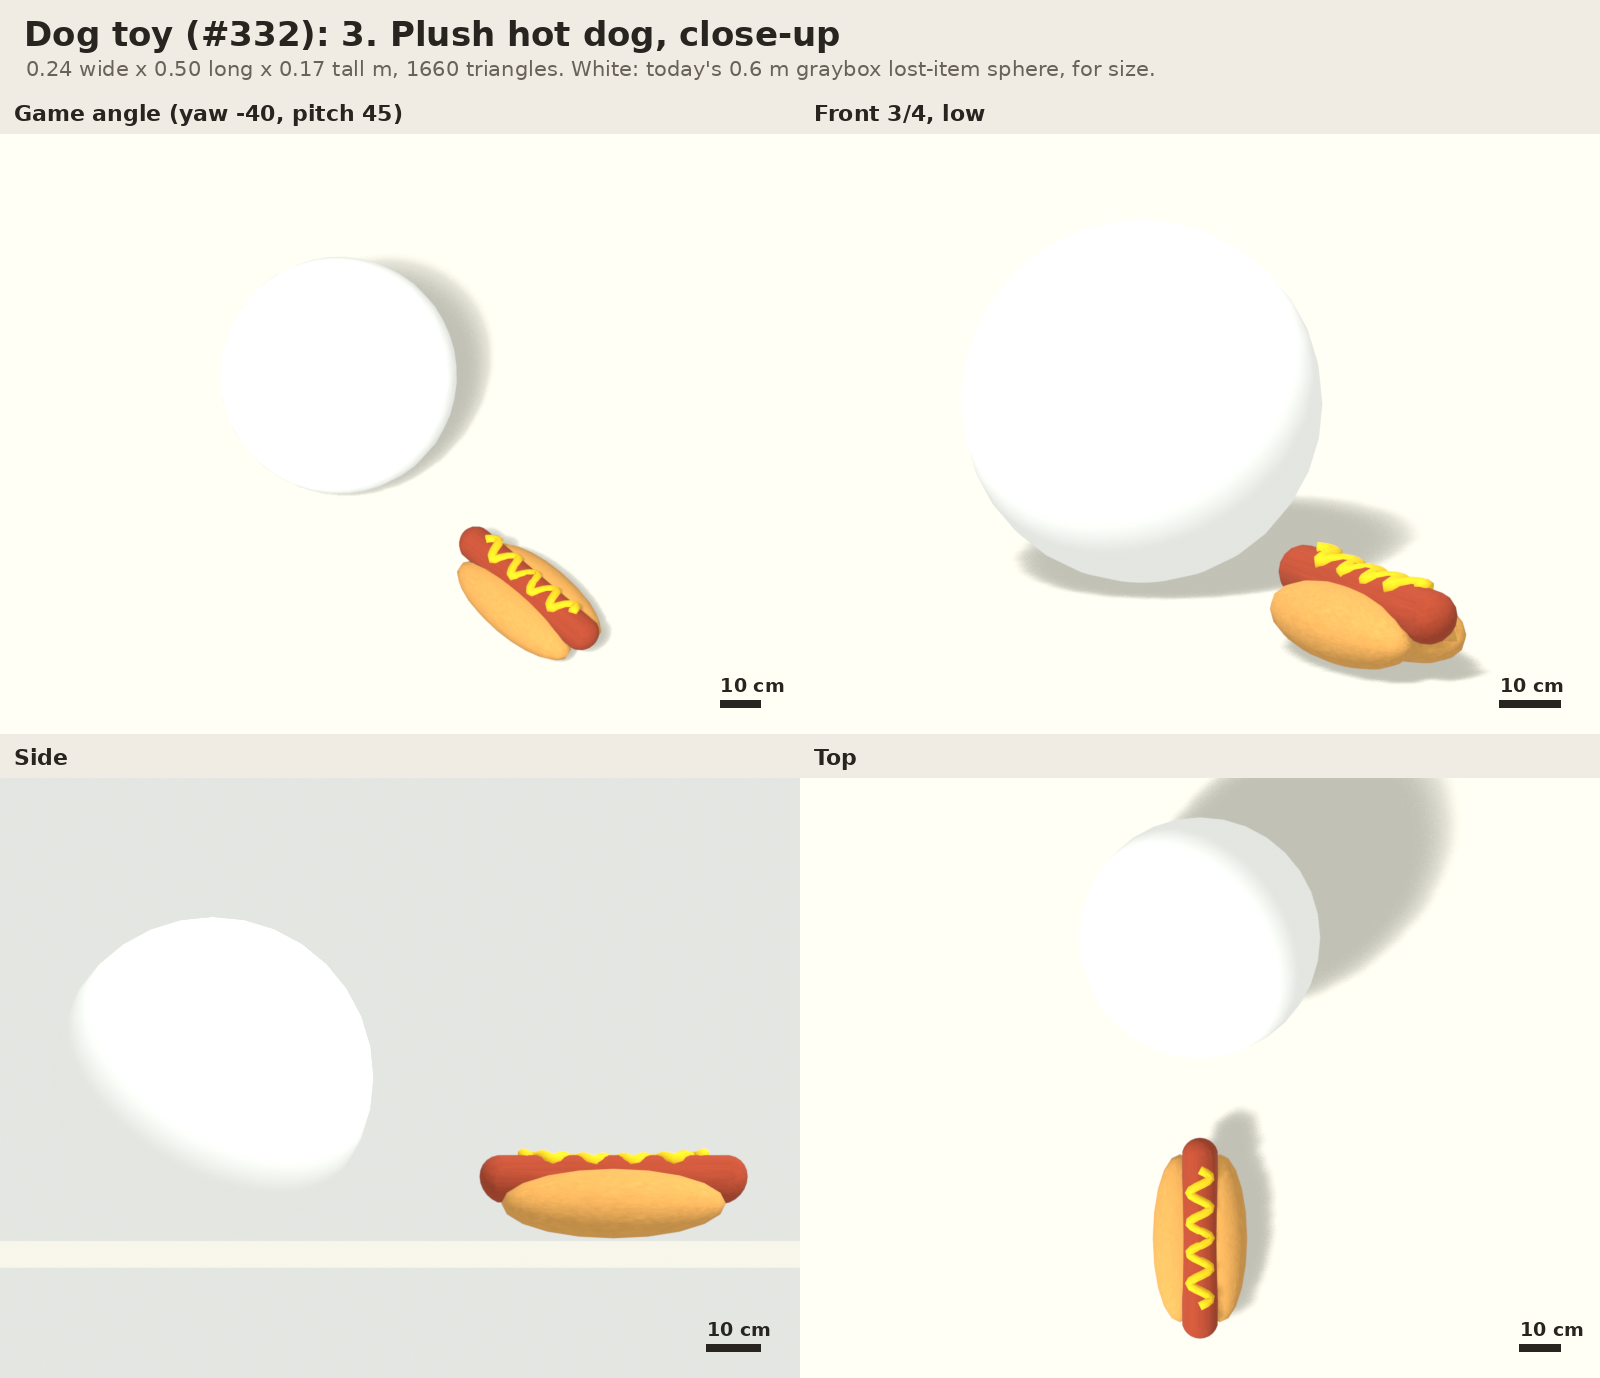 Dog toy (#332): 3. Plush hot dog, close-up
0.24 wide x 0.50 long x 0.17 tall m, 1660 triangles. White: today's 0.6 m graybox lost-item sphere, for size.
Game angle (yaw -40, pitch 45)
Front 3/4, low
10 cm
10 cm
Side
Top
10 cm
10 cm